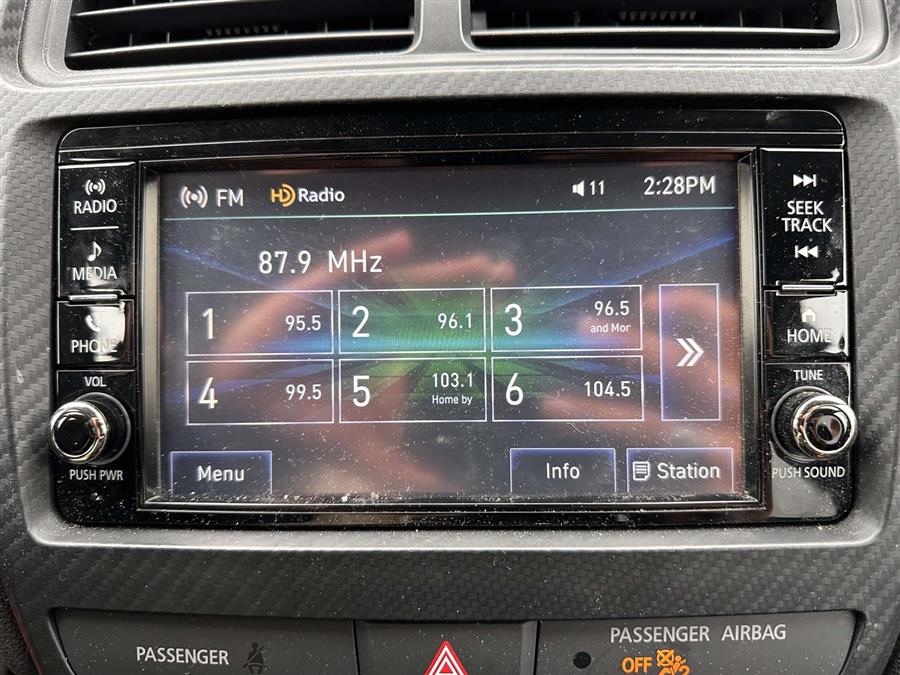 RADIO
MEDIA
PHONE
VOL
PUSH PWR
FM HD Radio 11 2:28PM
87.9 MHz
1 95.5
2 96.1
3 96.5
and Mor
4 99.5
5 103.1
Home by
6 104.5
Menu
Info
Station
SEEK
TRACK
HOME
TUNE
PUSH SOUND
PASSENGER
PASSENGER AIRBAG
OFF